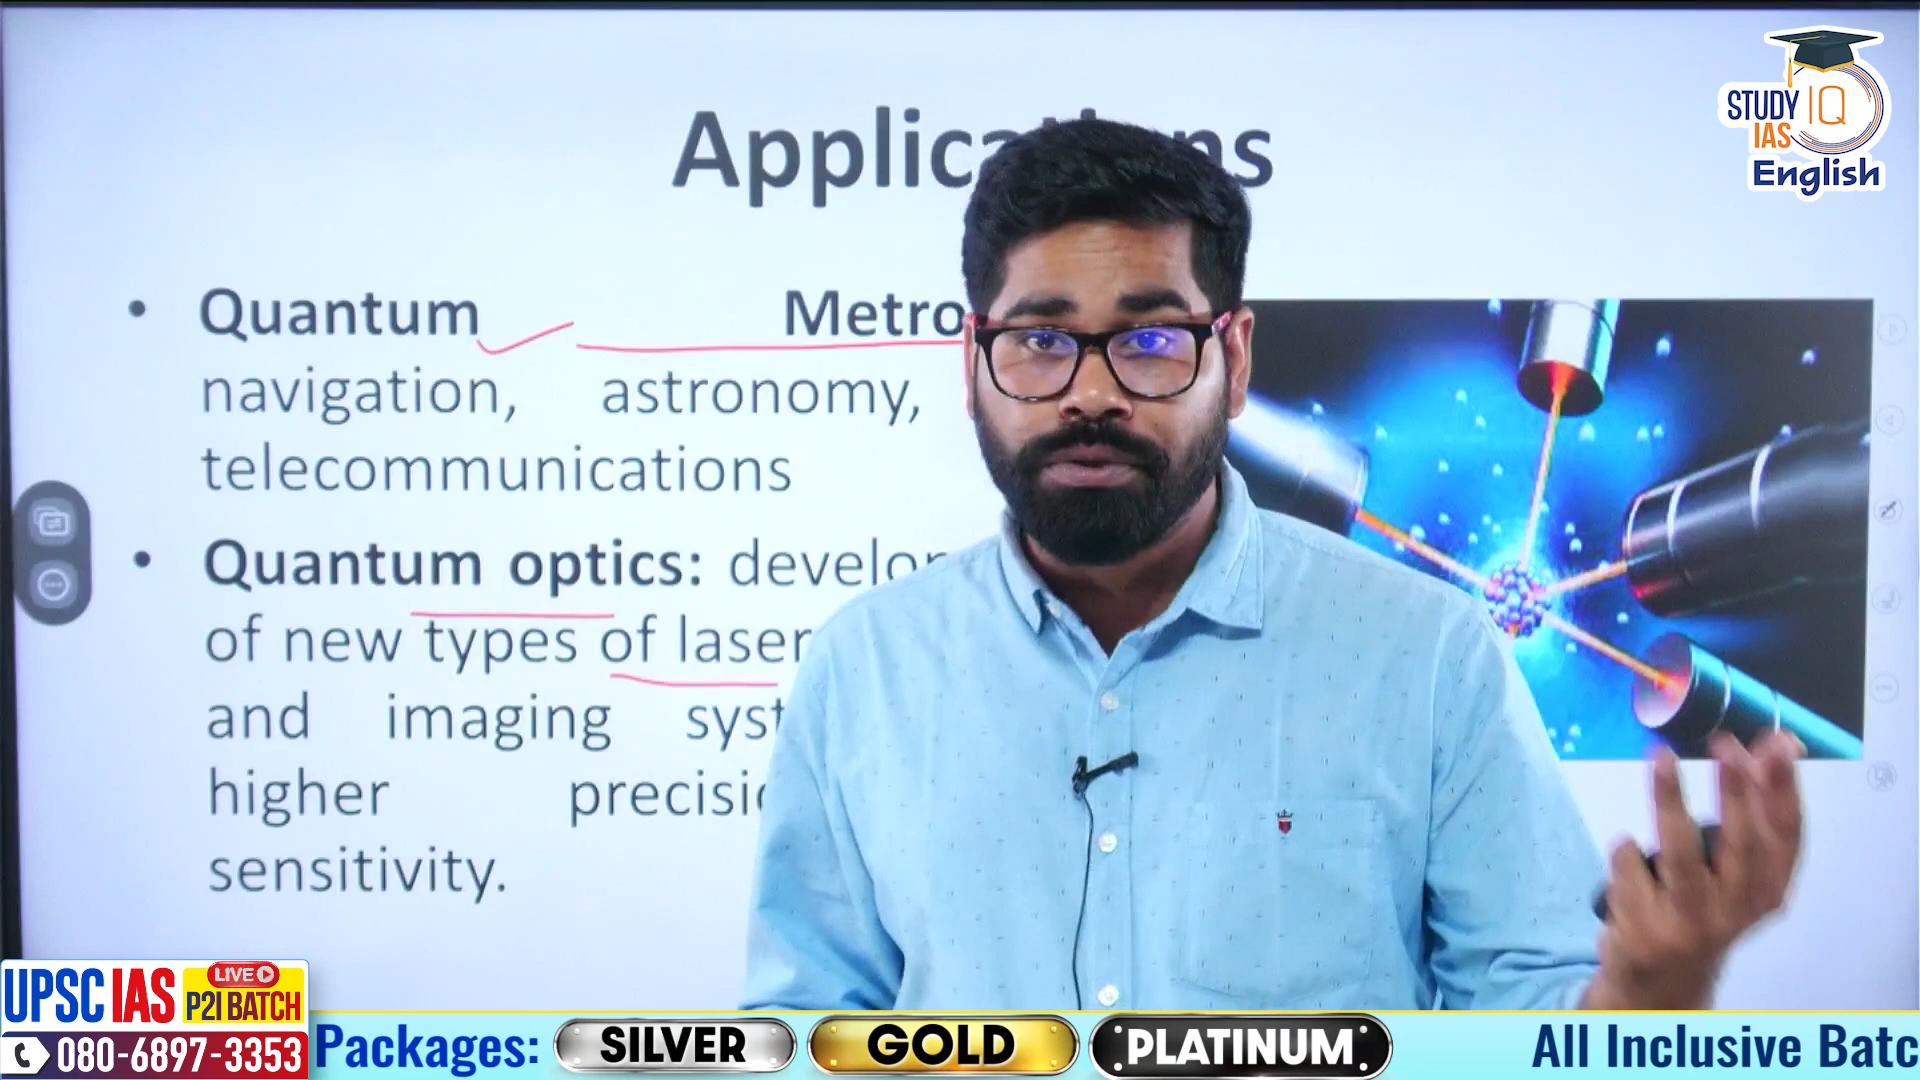 Applic ns
STUDY IQ
IAS
English
• Quantum Metro
navigation, astronomy,
telecommunications
• Quantum optics: develo
of new types of laser
and imaging syst
higher precisi
sensitivity.
UPSC IAS
LIVE
P2I BATCH
080-6897-3353
Packages: SILVER GOLD PLATINUM All Inclusive Batc